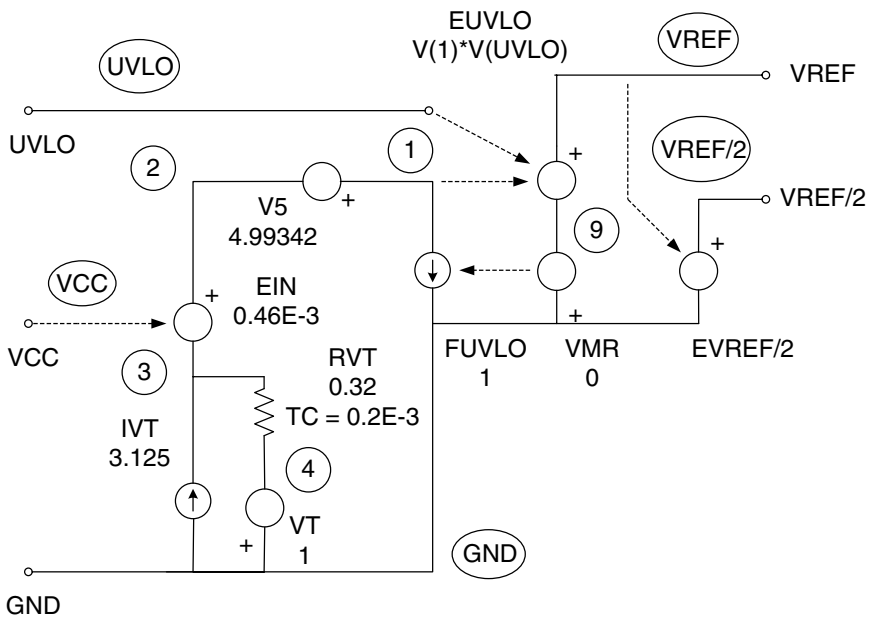 EUVLO
V(1)*V(UVLO)
VREF
VREF
UVLO
UVLO
1
2
VREF/2
VREF/2
V5
4.99342
+
+
9
+
VCC
EIN
0.46E-3
+
+
VCC
3
RVT
0.32
TC = 0.2E-3
FUVLO
1
VMR
0
EVREF/2
IVT
3.125
4
VT
1
+
GND
GND